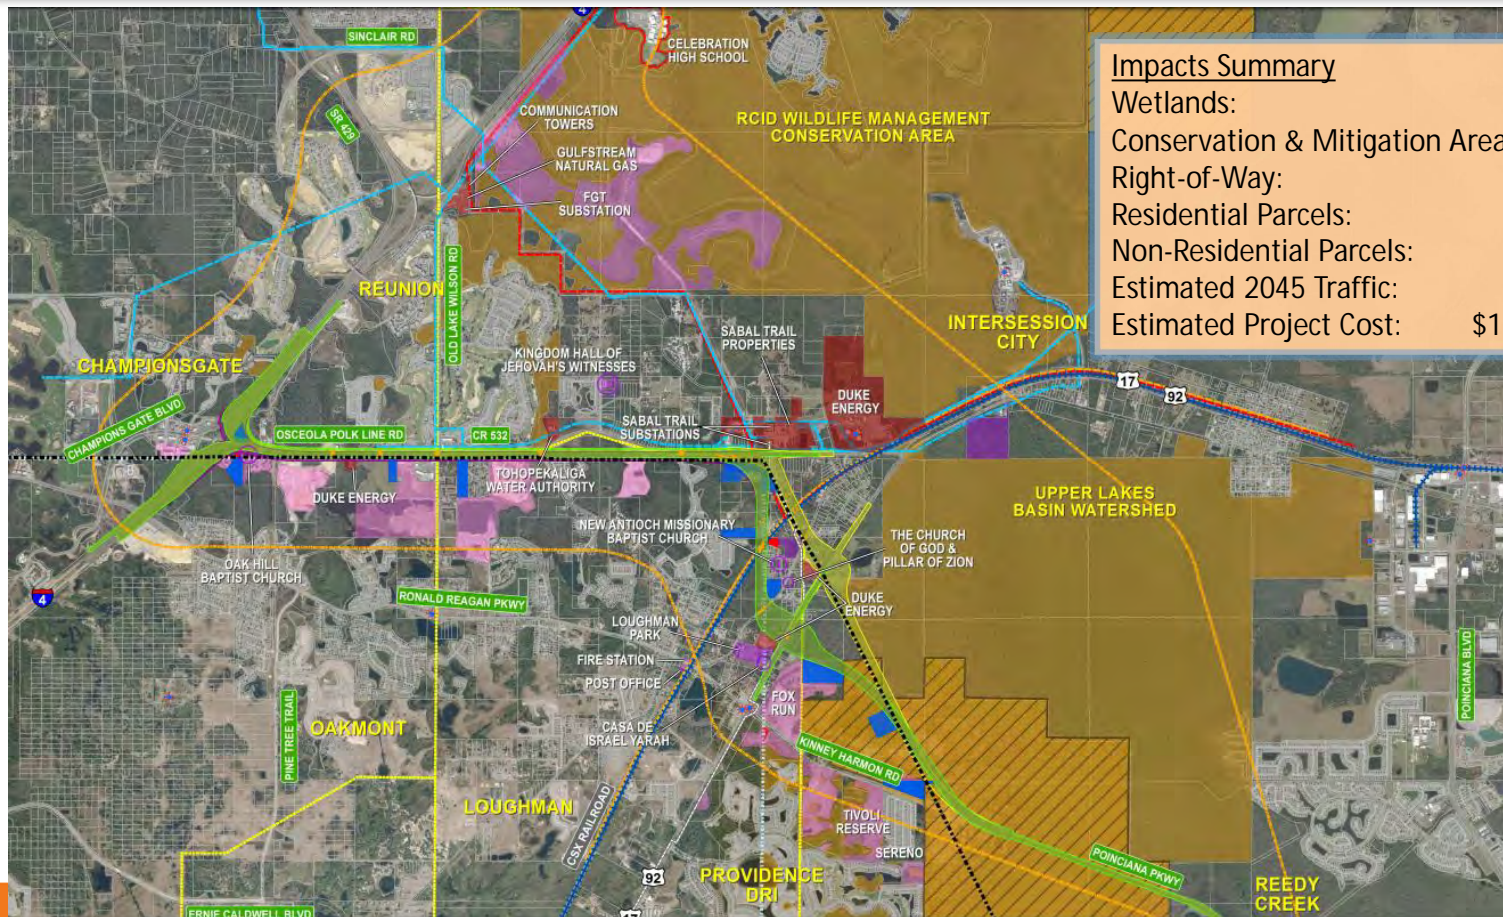 4
SINCLAIR RD
CELEBRATION
HIGH SCHOOL
Impacts Summary
Wetlands:
Conservation & Mitigation Area
Right-of-Way:
Residential Parcels:
Non-Residential Parcels:
Estimated 2045 Traffic:
Estimated Project Cost: $1
SR 429
COMMUNICATION
TOWERS
RCID WILDLIFE MANAGEMENT
CONSERVATION AREA
GULFSTREAM
NATURAL GAS
FGT
SUBSTATION
OLD LAKE WILSON RD
REUNION
INTERSESSION
CITY
SABAL TRAIL
PROPERTIES
KINGDOM HALL OF
JEHOVAH'S WITNESSES
CHAMPIONSGATE
17
92
DUKE
ENERGY
CHAMPIONS GATE BLVD
OSCEOLA POLK LINE RD
CR 532
SABAL TRAIL
SUBSTATIONS
TOHOPEKALIGA
WATER AUTHORITY
DUKE ENERGY
UPPER LAKES
BASIN WATERSHED
NEW ANTIOCH MISSIONARY
BAPTIST CHURCH
THE CHURCH
OF GOD &
PILLAR OF ZION
OAK HILL
BAPTIST CHURCH
4
RONALD REAGAN PKWY
DUKE
ENERGY
LOUGHMAN
PARK
FIRE STATION
POST OFFICE
FOX
RUN
POINCIANA BLVD
CASA DE
ISRAEL YARAH
OAKMONT
PINE TREE TRAIL
KINNEY HARMON RD
LOUGHMAN
CSX RAILROAD
TIVOLI
RESERVE
SERENO
POINCIANA PKWY
92
PROVIDENCE
DRI
REEDY
CREEK
ERNIE CALDWELL BLVD
17